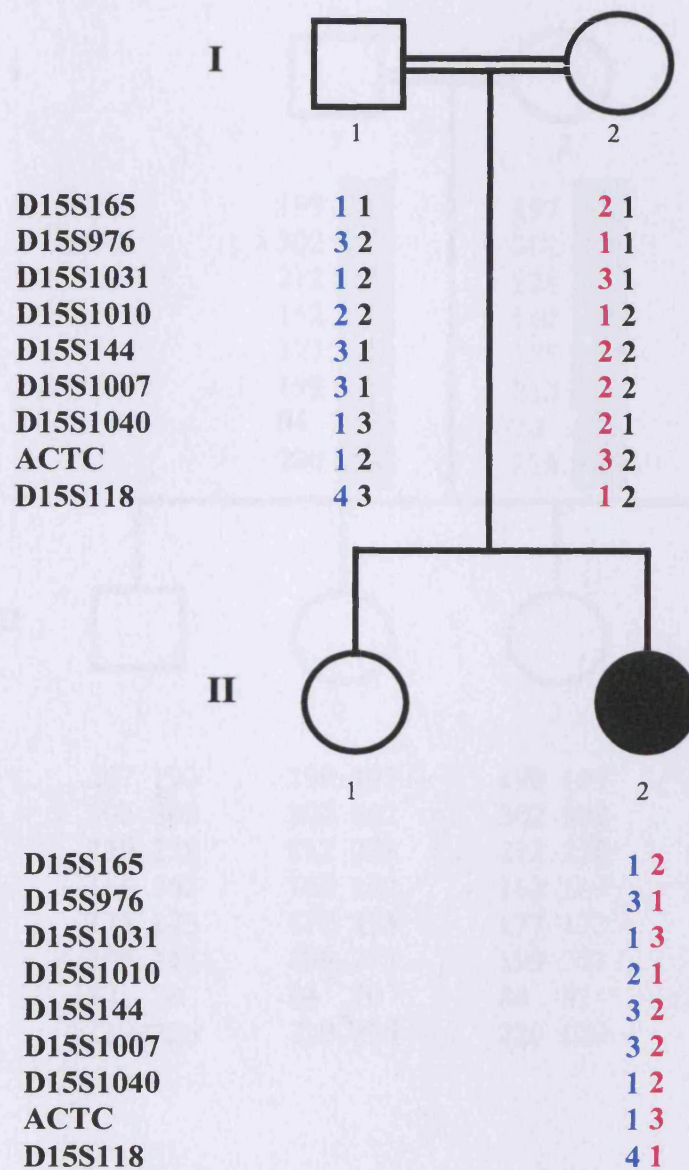 I
1 2
D15S165 1 1 2 1
D15S976 3 2 1 1
D15S1031 1 2 3 1
D15S1010 2 2 1 2
D15S144 3 1 2 2
D15S1007 3 1 2 2
D15S1040 1 3 2 1
ACTC 1 2 3 2
D15S118 4 3 1 2
II
1 2
D15S165 1 2
D15S976 3 1
D15S1031 1 3
D15S1010 2 1
D15S144 3 2
D15S1007 3 2
D15S1040 1 2
ACTC 1 3
D15S118 4 1